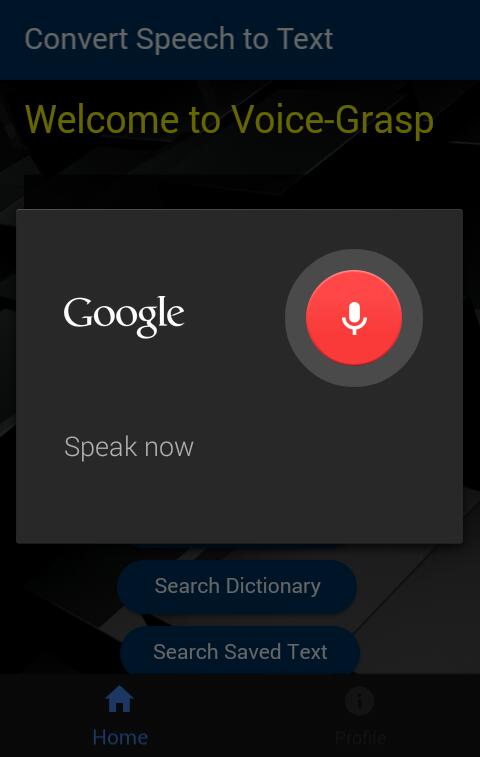 Convert Speech to Text
Welcome to Voice-Grasp
Google
Speak now
Search Dictionary
Search Saved Text
Home
Profile